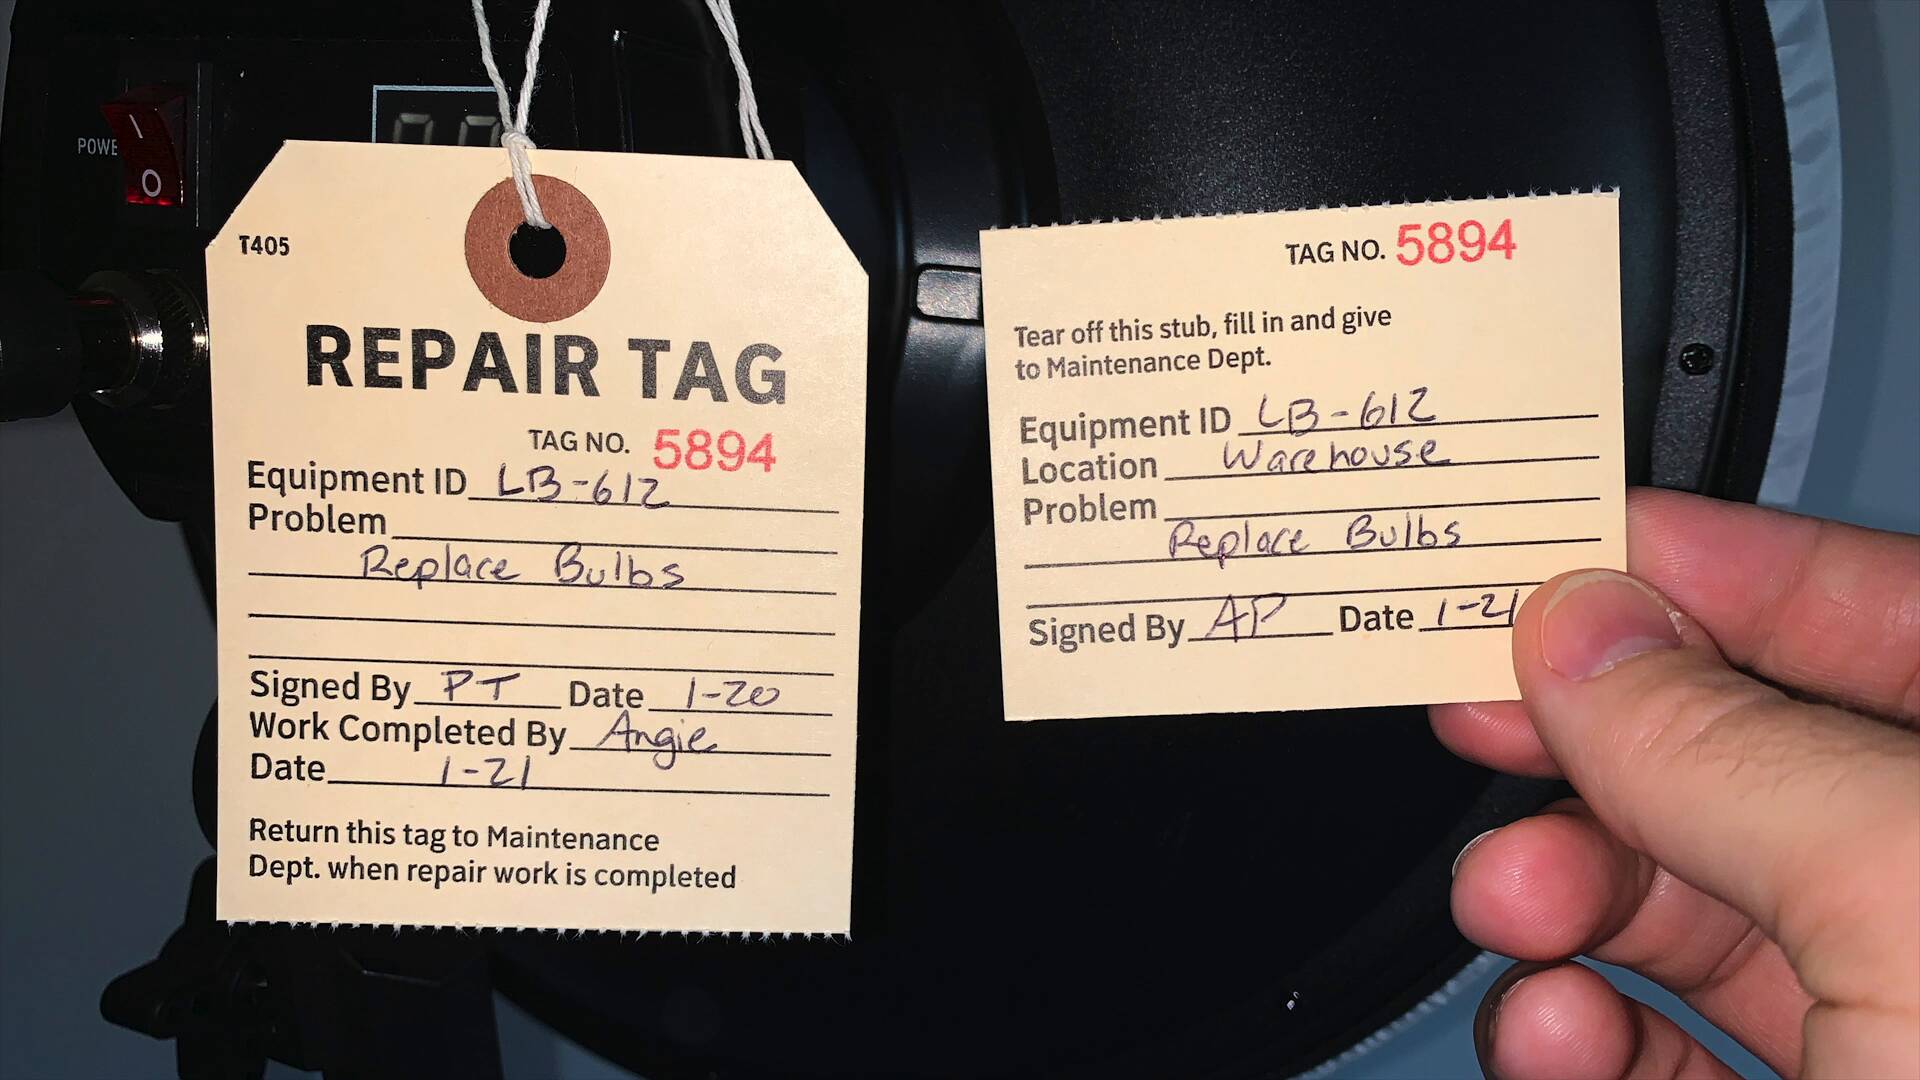 POWE
I
O
T405
REPAIR TAG
TAG NO. 5894
Equipment ID LB-612
Problem
Replace Bulbs
Signed By PT Date 1-20
Work Completed By Angie
Date 1-21
Return this tag to Maintenance
Dept. when repair work is completed
TAG NO. 5894
Tear off this stub, fill in and give
to Maintenance Dept.
Equipment ID LB-612
Location Warehouse
Problem
Replace Bulbs
Signed By AP Date 1-21